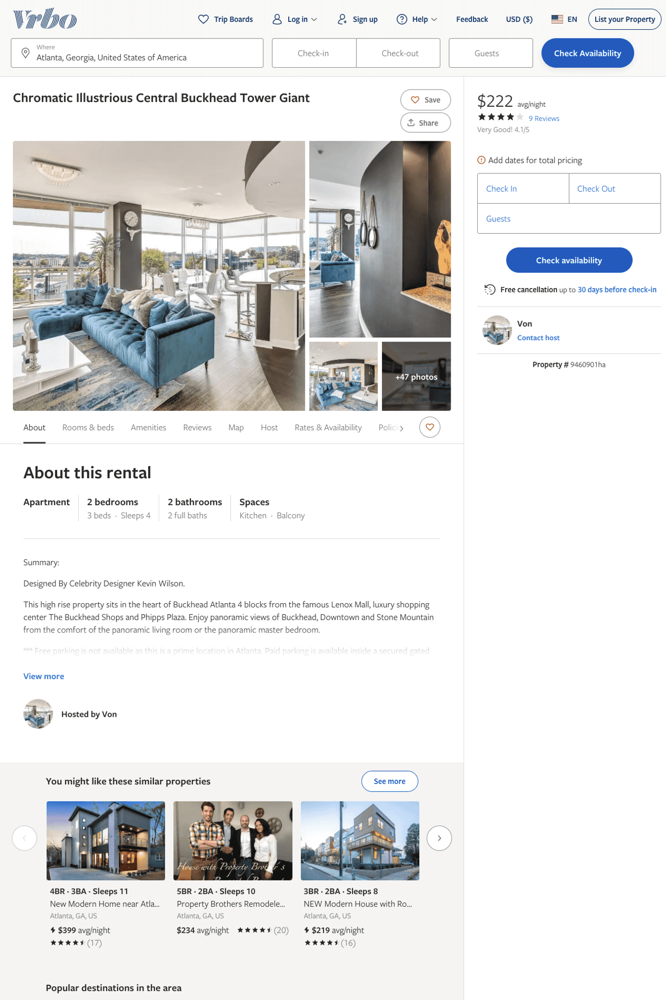 Vrbo
Trip Boards
Log in
Sign up
Help
Feedback
USD ($)
EN
List your Property
Where
Atlanta, Georgia, United States of America
Check-in
Check-out
Guests
Check Availability
Chromatic Illustrious Central Buckhead Tower Giant
Save
Share
+47 photos
$222 avg/night
9 Reviews
Very Good! 4.1/5
Add dates for total pricing
Check In
Check Out
Guests
Check availability
Free cancellation up to 30 days before check-in
Von
Contact host
Property # 9460901ha
About
Rooms & beds
Amenities
Reviews
Map
Host
Rates & Availability
Polici
About this rental
Apartment
2 bedrooms
3 beds · Sleeps 4
2 bathrooms
2 full baths
Spaces
Kitchen · Balcony
Summary:
Designed By Celebrity Designer Kevin Wilson.
This high rise property sits in the heart of Buckhead Atlanta 4 blocks from the famous Lenox Mall, luxury shopping
center The Buckhead Shops and Phipps Plaza. Enjoy panoramic views of Buckhead, Downtown and Stone Mountain
from the comfort of the panoramic living room or the panoramic master bedroom.
*** Free parking is not available as this is a prime location in Atlanta. Paid parking is available inside a secured gated
View more
Hosted by Von
You might like these similar properties
See more
House with Property Brother's
4BR · 3BA · Sleeps 11
New Modern Home near Atla...
Atlanta, GA, US
$399 avg/night
(17)
5BR · 2BA · Sleeps 10
Property Brothers Remodele...
Atlanta, GA, US
$234 avg/night
(20)
3BR · 2BA · Sleeps 8
NEW Modern House with Ro...
Atlanta, GA, US
$219 avg/night
(16)
Popular destinations in the area